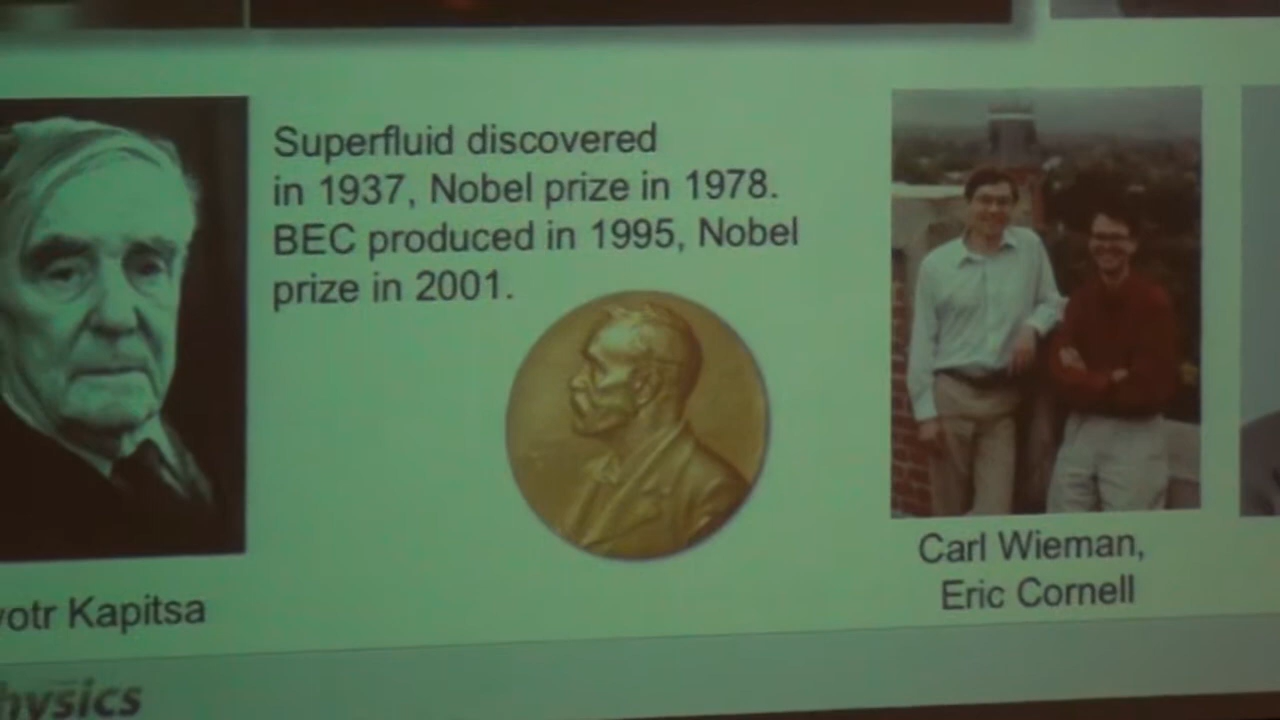 Superfluid discovered
in 1937, Nobel prize in 1978.
BEC produced in 1995, Nobel
prize in 2001.
Carl Wieman,
Eric Cornell
yotr Kapitsa
hysics